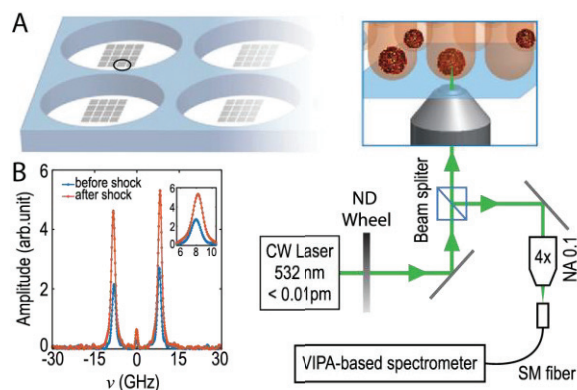 A
B
before shock
after shock
Amplitude (arb.unit)
6
4
2
0
-30
-15
0
15
30
ν (GHz)
6
4
2
0
6
8
10
ND
Wheel
CW Laser
532 nm
< 0.01pm
Beam spliter
4x
NA 0.1
SM fiber
VIPA-based spectrometer